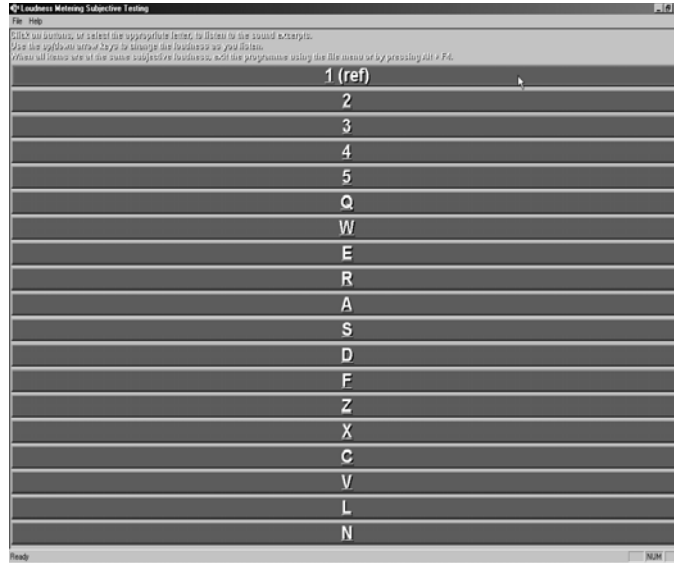 Loudness Metering Subjective Testing
File Help
Click on buttons, or select the appropriate letter, to listen to the sound excerpts.
Use the up/down arrow keys to change the loudness as you listen.
When all items are at the same subjective loudness, exit the programme using the file menu or by pressing Alt + F4.
1 (ref)
2
3
4
5
Q
W
E
R
A
S
D
F
Z
X
C
V
L
N
Ready NUM